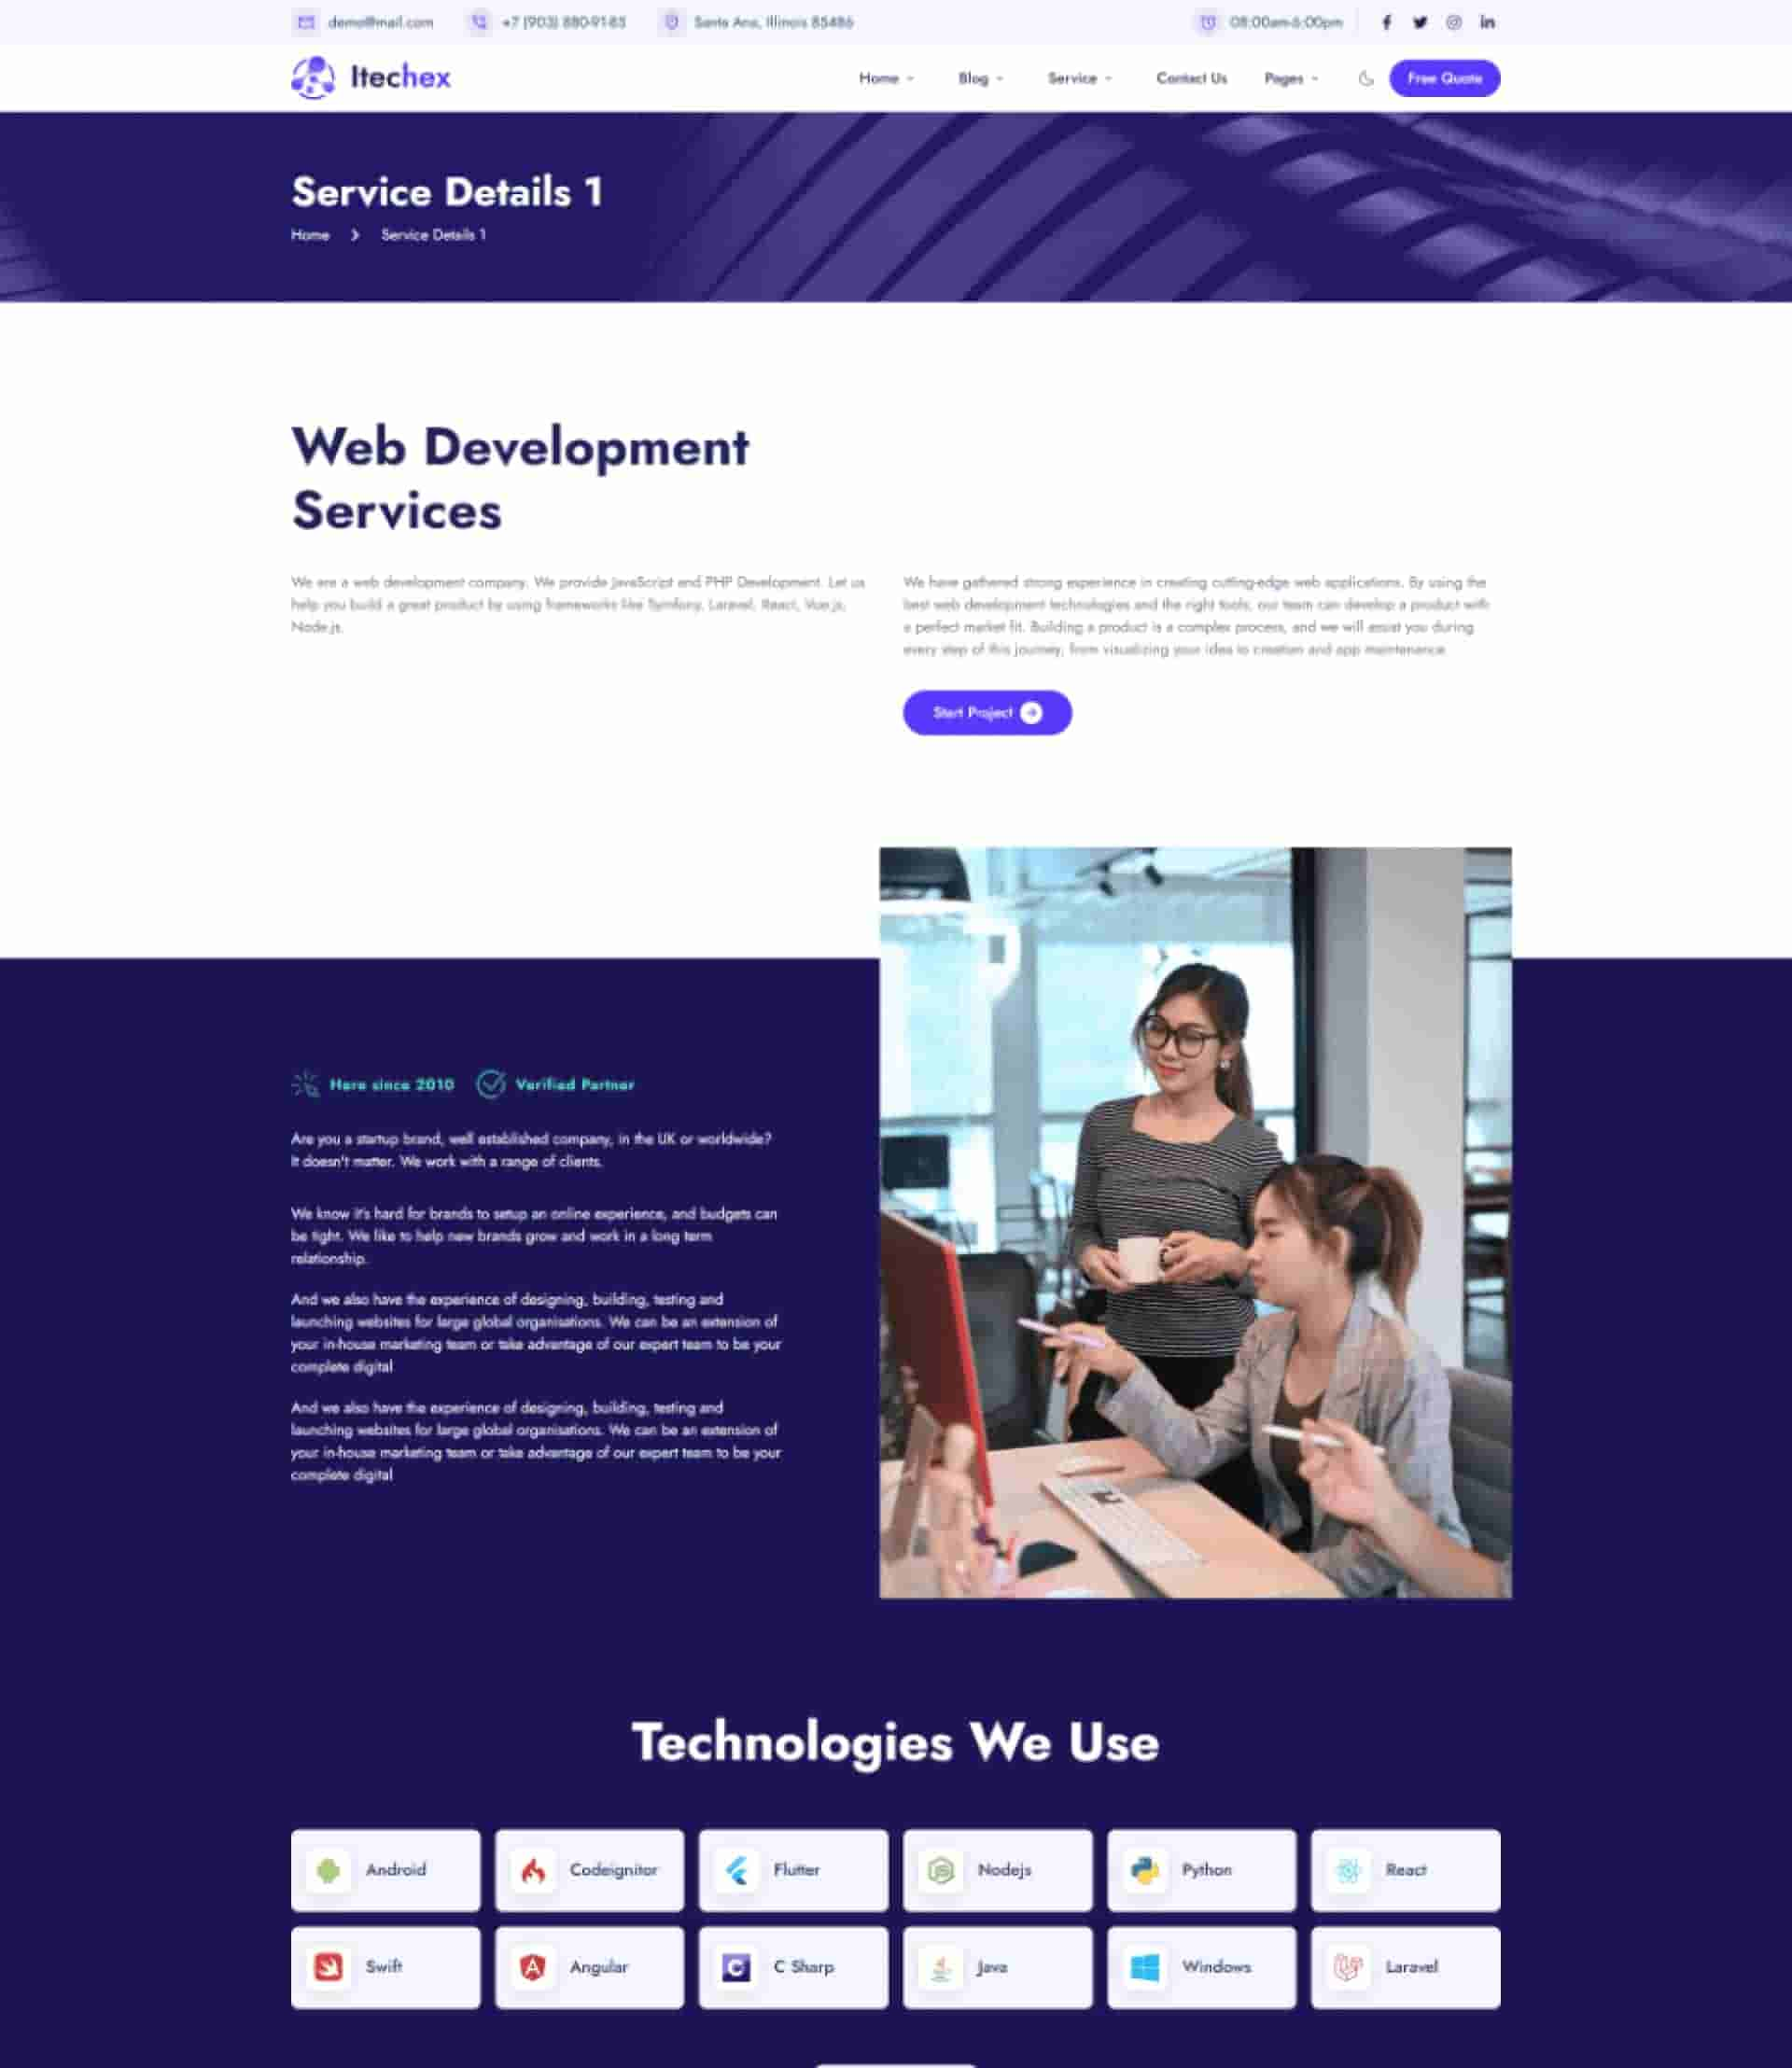 demo@mail.com +7 (903) 880-91-85 Santa Ana, Illinois 85486 08:00am-6:00pm
Itechex Home Blog Service Contact Us Pages Free Quote
Service Details 1
Home > Service Details 1
Web Development
Services
We are a web development company. We provide JavaScript and PHP Development. Let us
help you build a great product by using frameworks like Symfony, Laravel, React, Vue.js,
Node.js.
We have gathered strong experience in creating cutting-edge web applications. By using the
best web development technologies and the right tools, our team can develop a product with
a perfect market fit. Building a product is a complex process, and we will assist you during
every step of this journey, from visualizing your idea to creation and app maintenance.
Start Project
Here since 2010 Verified Partner
Are you a startup brand, well established company, in the UK or worldwide?
It doesn't matter. We work with a range of clients.
We know it's hard for brands to setup an online experience, and budgets can
be tight. We like to help new brands grow and work in a long term
relationship.
And we also have the experience of designing, building, testing and
launching websites for large global organisations. We can be an extension of
your in-house marketing team or take advantage of our expert team to be your
complete digital
And we also have the experience of designing, building, testing and
launching websites for large global organisations. We can be an extension of
your in-house marketing team or take advantage of our expert team to be your
complete digital
Technologies We Use
Android Codeignitor Flutter Nodejs Python React
Swift Angular C Sharp Java Windows Laravel